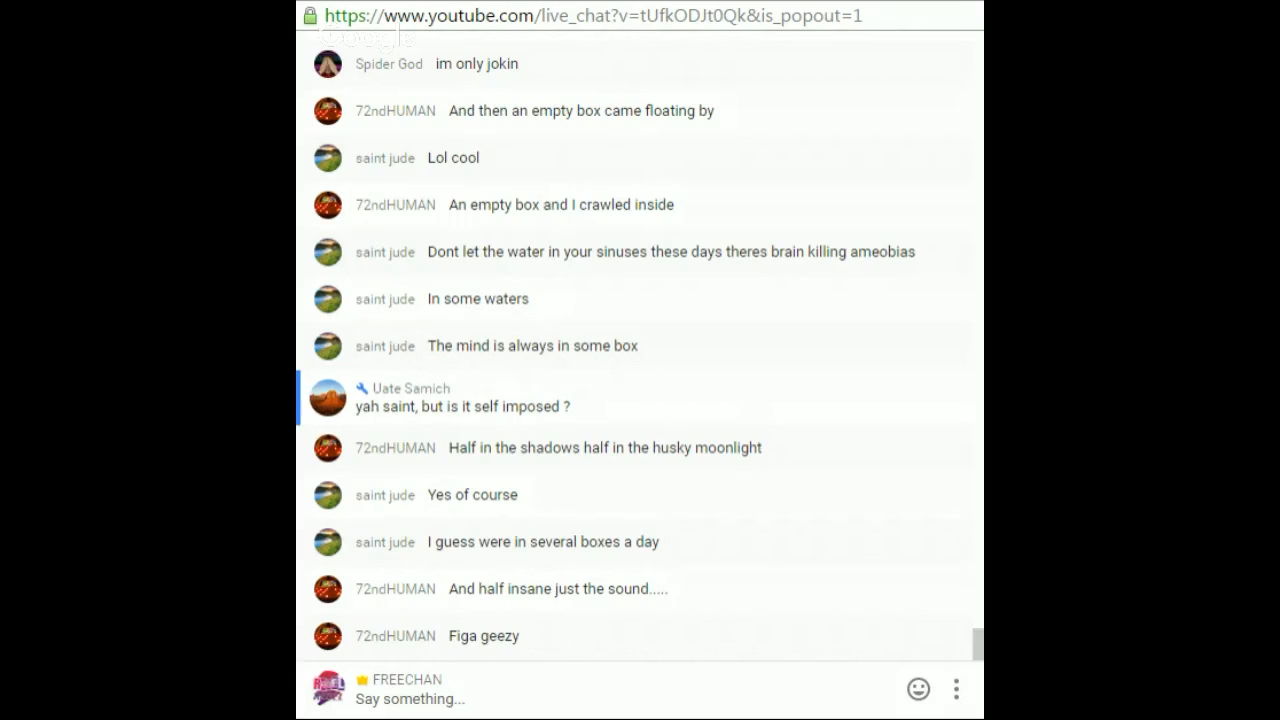 https://www.youtube.com/live_chat?v=tUfkODJt0Qk&is_popout=1
Google
Spider God im only jokin
72ndHUMAN And then an empty box came floating by
saint jude Lol cool
72ndHUMAN An empty box and I crawled inside
saint jude Dont let the water in your sinuses these days theres brain killing ameobias
saint jude In some waters
saint jude The mind is always in some box
Uate Samich
yah saint, but is it self imposed ?
72ndHUMAN Half in the shadows half in the husky moonlight
saint jude Yes of course
saint jude I guess were in several boxes a day
72ndHUMAN And half insane just the sound.....
72ndHUMAN Figa geezy
FREECHAN
Say something...